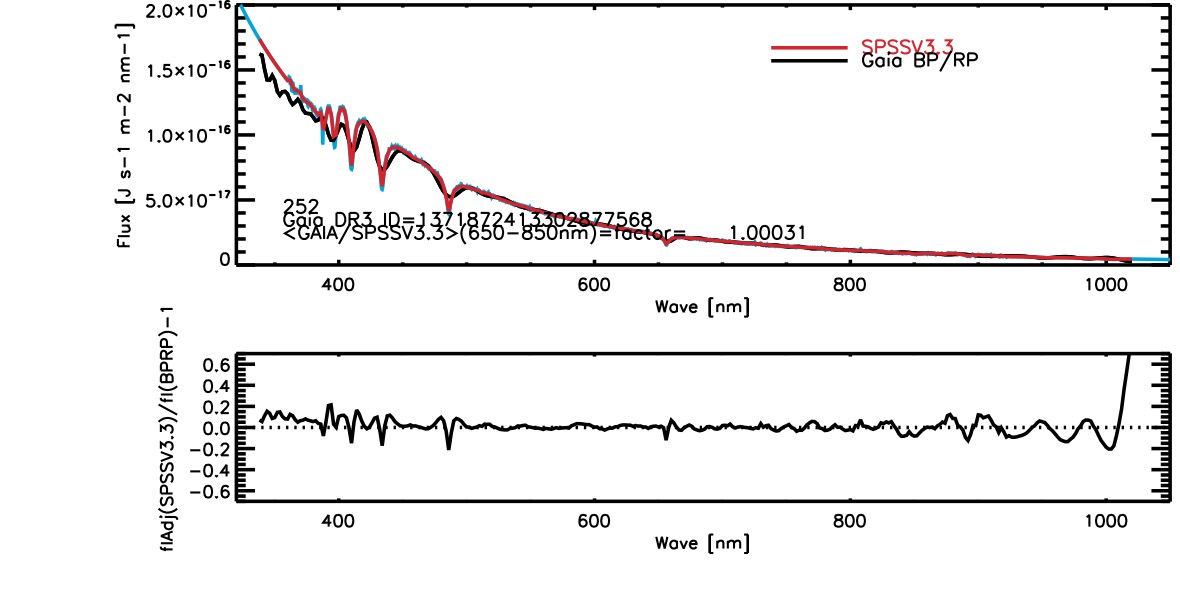 2.0×10−16
1.5×10−16
1.0×10−16
5.0×10−17
0
Flux [J s−1 m−2 nm−1]
SPSSV3.3
Gaia BP/RP
252
Gaia DR3 ID=1371872413302877568
<GAIA/SPSSV3.3>(650−850nm)=factor= 1.00031
400 600 800 1000
Wave [nm]
flAdj(SPSSV3.3)/fl(BPRP)−1
0.6
0.4
0.2
0.0
−0.2
−0.4
−0.6
400 600 800 1000
Wave [nm]